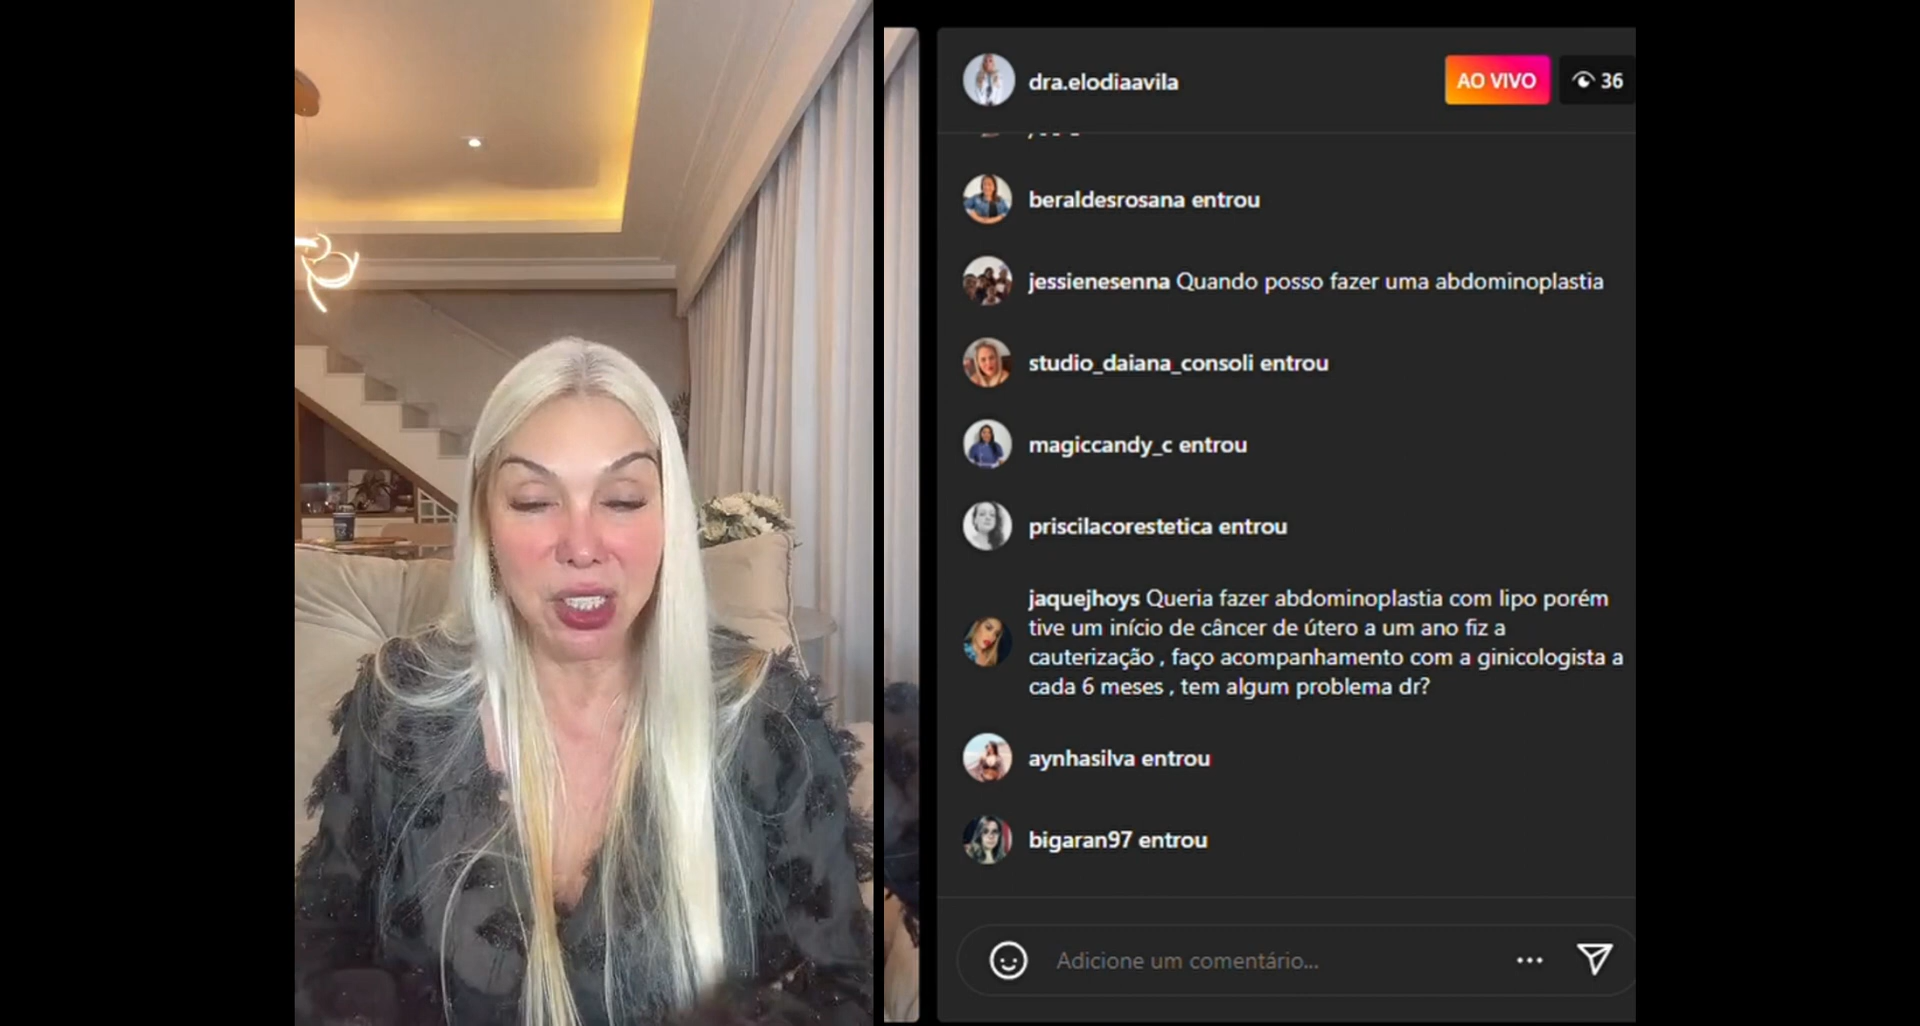 dra.elodiaavila
AO VIVO
36
beraldesrosana entrou
jessienesenna Quando posso fazer uma abdominoplastia
studio_daiana_consoli entrou
magiccandy_c entrou
priscilacorestetica entrou
jaquejhoys Queria fazer abdominoplastia com lipo porém
tive um início de câncer de útero a um ano fiz a
cauterização , faço acompanhamento com a ginicologista a
cada 6 meses , tem algum problema dr?
aynhasilva entrou
bigaran97 entrou
Adicione um comentário...